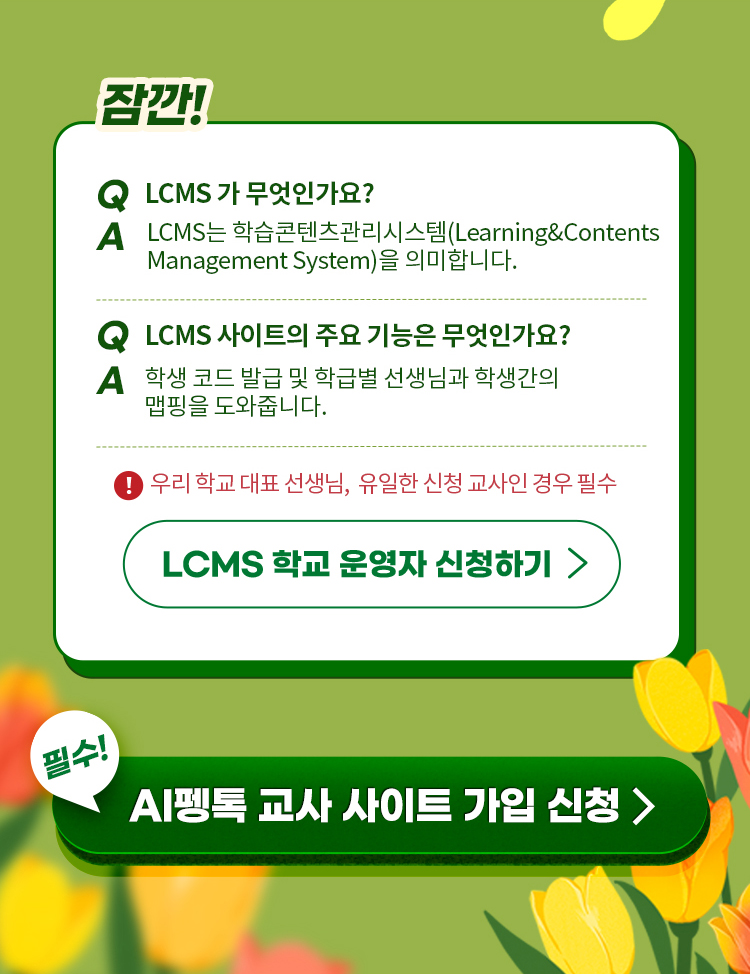 잠깐!
Q LCMS 가 무엇인가요?
A LCMS는 학습콘텐츠관리시스템(Learning&Contents
Management System)을 의미합니다.
Q LCMS 사이트의 주요 기능은 무엇인가요?
A 학생 코드 발급 및 학급별 선생님과 학생간의
맵핑을 도와줍니다.
! 우리 학교 대표 선생님, 유일한 신청 교사인 경우 필수
LCMS 학교 운영자 신청하기 >
필수!
AI펭톡 교사 사이트 가입 신청 >